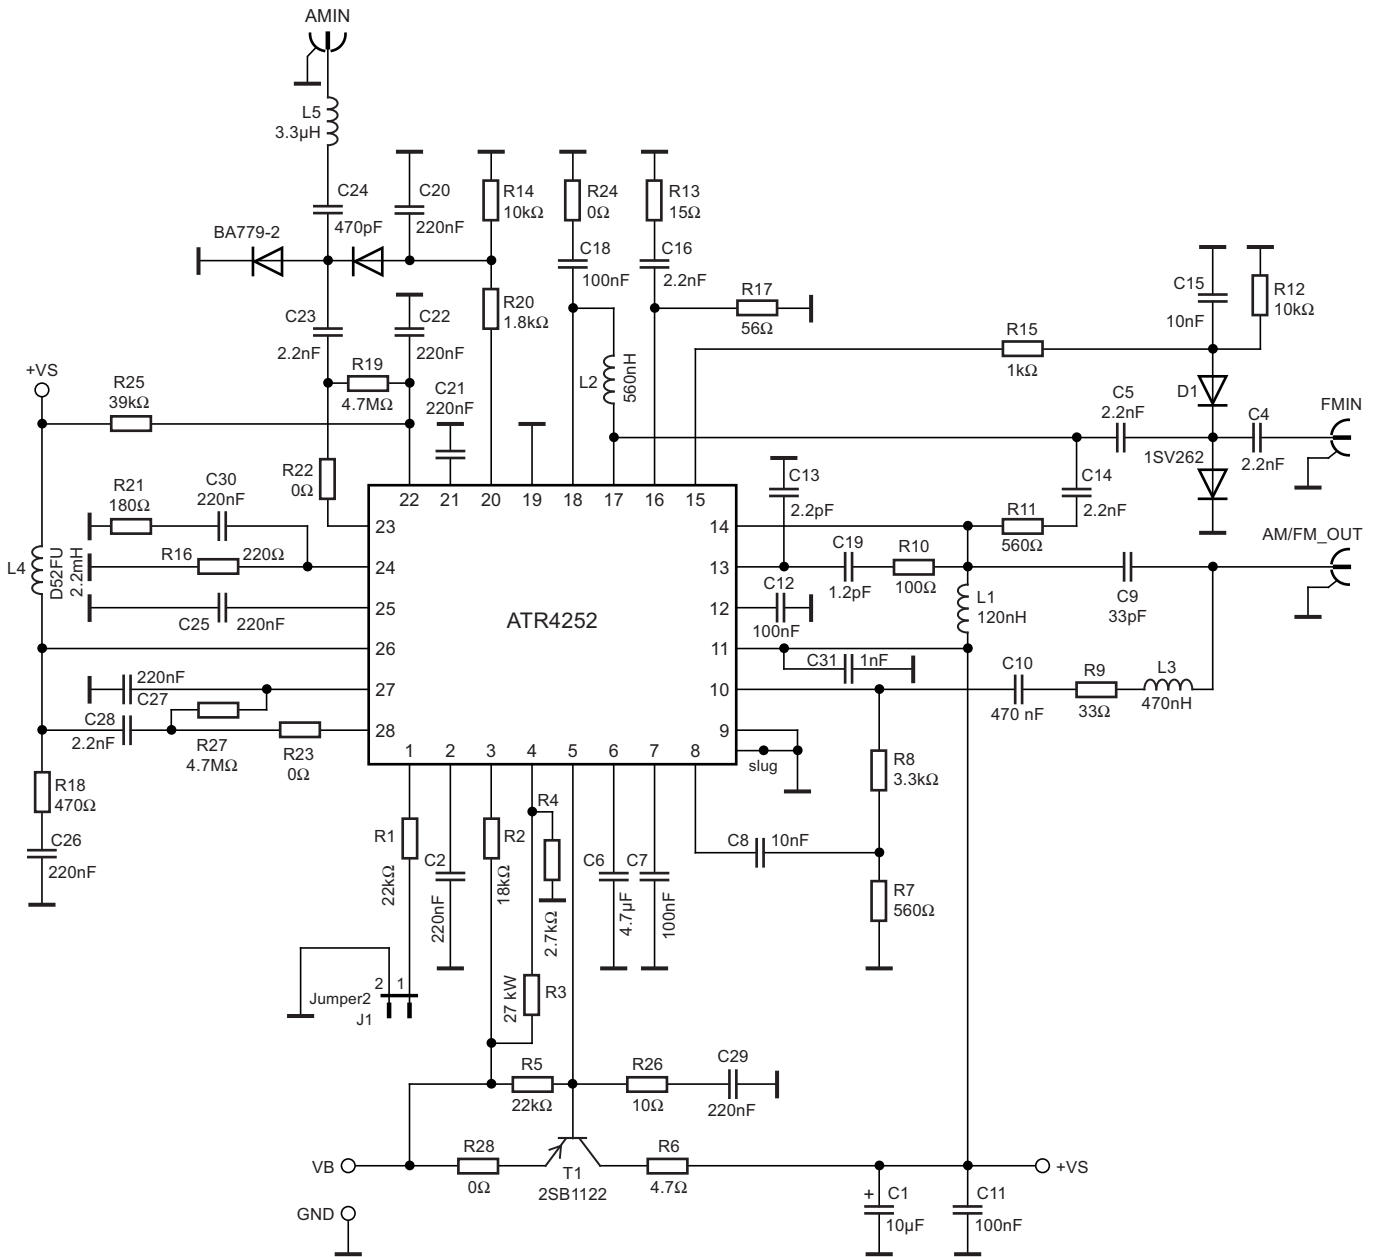 AMIN
L5
3.3µH
C24
470pF
C20
220nF
R14
10kΩ
R24
0Ω
R13
15Ω
BA779-2
C18
100nF
C16
2.2nF
C23
2.2nF
C22
220nF
R20
1.8kΩ
R17
56Ω
C15
10nF
R12
10kΩ
R15
1kΩ
+VS
R25
39kΩ
R19
4.7MΩ
C21
220nF
L2
560nH
D1
C5
2.2nF
C4
2.2nF
FMIN
1SV262
R22
0Ω
C13
2.2pF
C14
2.2nF
R21
180Ω
C30
220nF
R11
560Ω
R16
220Ω
C19
1.2pF
R10
100Ω
AM/FM_OUT
L4
D52FU
2.2mH
C25
220nF
C12
100nF
L1
120nH
C9
33pF
ATR4252
22
21
20
19
18
17
16
15
23
24
25
26
27
28
14
13
12
11
10
9
1
2
3
4
5
6
7
8
slug
C31
1nF
C10
470 nF
R9
33Ω
L3
470nH
220nF
C27
C28
2.2nF
R27
4.7MΩ
R23
0Ω
R18
470Ω
C26
220nF
R8
3.3kΩ
R1
22kΩ
C2
220nF
R2
18kΩ
R4
2.7kΩ
C6
4.7µF
C7
100nF
C8
10nF
R7
560Ω
2
1
Jumper2
J1
27 kW
R3
R5
22kΩ
R26
10Ω
C29
220nF
VB
R28
0Ω
T1
2SB1122
R6
4.7Ω
+VS
+
C1
10µF
C11
100nF
GND